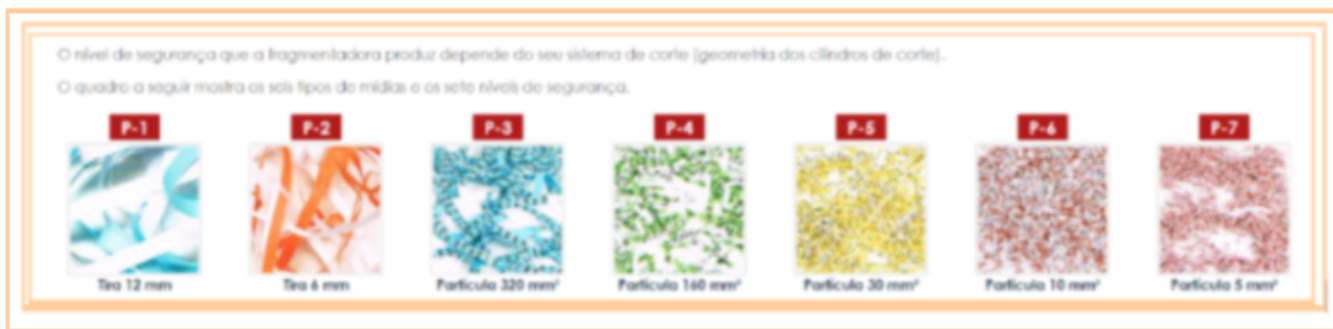 O nível de segurança que a fragmentadora produz depende do seu sistema de corte (geometria dos cilindros de corte).
O quadro a seguir mostra os seis tipos de mídias e os sete níveis de segurança.
P-1 P-2 P-3 P-4 P-5 P-6 P-7
Tira 12 mm Tira 6 mm Partícula 320 mm² Partícula 160 mm² Partícula 30 mm² Partícula 10 mm² Partícula 5 mm²